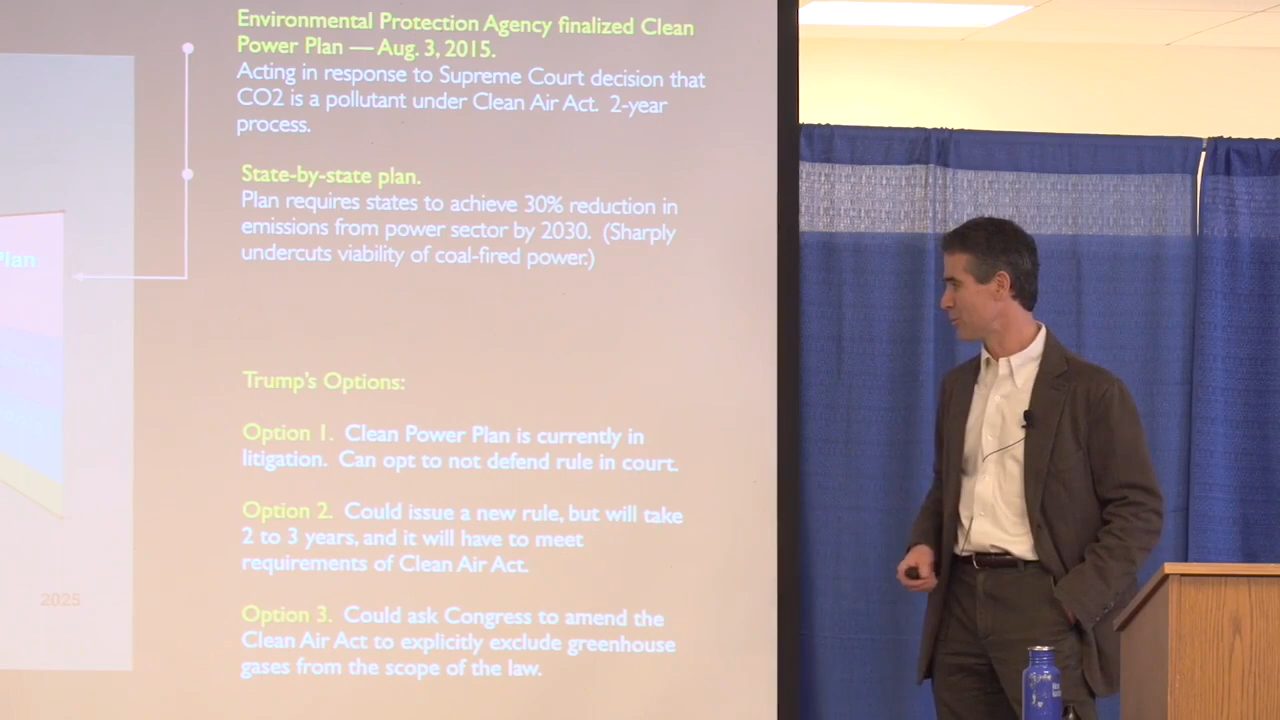 Environmental Protection Agency finalized Clean
Power Plan — Aug. 3, 2015.
Acting in response to Supreme Court decision that
CO2 is a pollutant under Clean Air Act. 2-year
process.
State-by-state plan.
Plan requires states to achieve 30% reduction in
emissions from power sector by 2030. (Sharply
undercuts viability of coal-fired power.)
Plan
Trump's Options:
Option 1. Clean Power Plan is currently in
litigation. Can opt to not defend rule in court.
Option 2. Could issue a new rule, but will take
2 to 3 years, and it will have to meet
requirements of Clean Air Act.
2025
Option 3. Could ask Congress to amend the
Clean Air Act to explicitly exclude greenhouse
gases from the scope of the law.